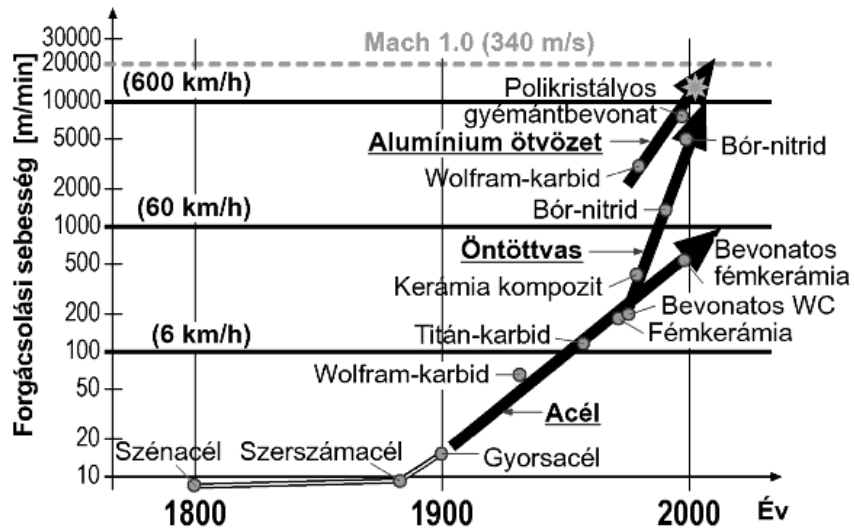 Forgácsolási sebesség [m/min]
30000
20000
10000
5000
2000
1000
500
200
100
50
20
10
Mach 1.0 (340 m/s)
(600 km/h)
(60 km/h)
(6 km/h)
Polikristályos
gyémántbevonat
Alumínium ötvözet
Bór-nitrid
Wolfram-karbid
Bór-nitrid
Öntöttvas
Bevonatos
fémkerámia
Kerámia kompozit
Bevonatos WC
Titán-karbid
Fémkerámia
Wolfram-karbid
Acél
Szénacél
Szerszámacél
Gyorsacél
1800
1900
2000
Év